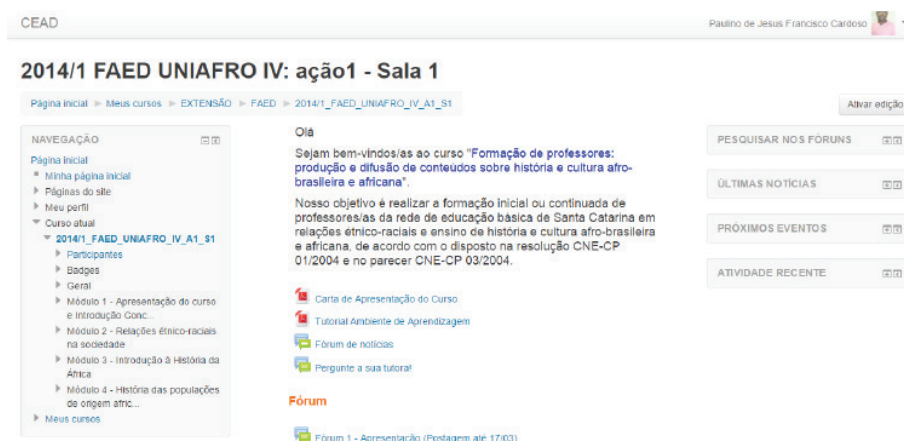 CEAD
Paulino de Jesus Francisco Cardoso
2014/1 FAED UNIAFRO IV: ação1 - Sala 1
Página inicial
Meus cursos
EXTENSÃO
FAED
2014/1_FAED_UNIAFRO_IV_A1_S1
Ativar edição
NAVEGAÇÃO
Página inicial
Minha página inicial
Páginas do site
Meu perfil
Curso atual
2014/1_FAED_UNIAFRO_IV_A1_S1
Participantes
Badges
Geral
Módulo 1 - Apresentação do curso
e Introdução Conc...
Módulo 2 - Relações étnico-raciais
na sociedade
Módulo 3 - Introdução à História da
África
Módulo 4 - História das populações
de origem afric...
Meus cursos
Olá
Sejam bem-vindos/as ao curso "Formação de professores:
produção e difusão de conteúdos sobre história e cultura afro-
brasileira e africana".
Nosso objetivo é realizar a formação inicial ou continuada de
professores/as da rede de educação básica de Santa Catarina em
relações étnico-raciais e ensino de história e cultura afro-brasileira
e africana, de acordo com o disposto na resolução CNE-CP
01/2004 e no parecer CNE-CP 03/2004.
Carta de Apresentação do Curso
Tutorial Ambiente de Aprendizagem
Fórum de notícias
Pergunte a sua tutora!
Fórum
Fórum 1 - Apresentação (Postagem até 17/03)
PESQUISAR NOS FÓRUNS
ÚLTIMAS NOTÍCIAS
PRÓXIMOS EVENTOS
ATIVIDADE RECENTE